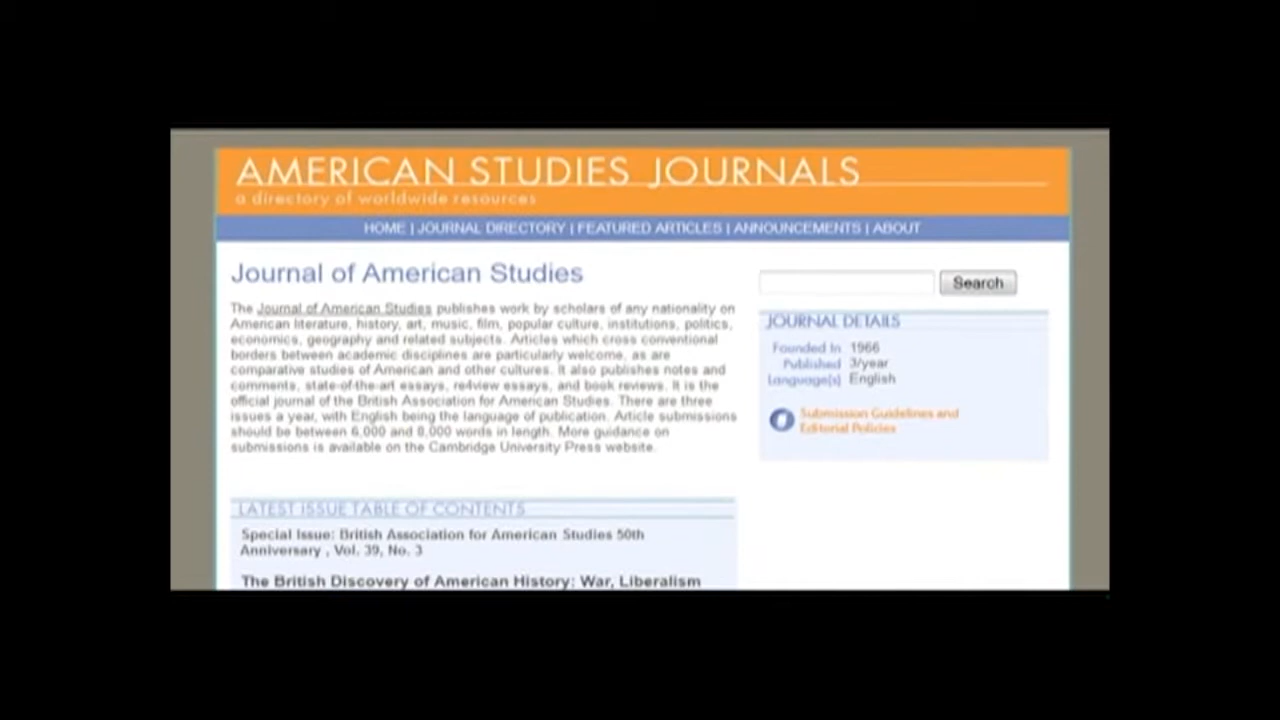 AMERICAN STUDIES JOURNALS
a directory of worldwide resources
HOME | JOURNAL DIRECTORY | FEATURED ARTICLES | ANNOUNCEMENTS | ABOUT
Journal of American Studies
The Journal of American Studies publishes work by scholars of any nationality on
American literature, history, art, music, film, popular culture, institutions, politics,
economics, geography and related subjects. Articles which cross conventional
borders between academic disciplines are particularly welcome, as are
comparative studies of American and other cultures. It also publishes notes and
comments, state-of-the-art essays, re4view essays, and book reviews. It is the
official journal of the British Association for American Studies. There are three
issues a year, with English being the language of publication. Article submissions
should be between 6,000 and 8,000 words in length. More guidance on
submissions is available on the Cambridge University Press website.
LATEST ISSUE TABLE OF CONTENTS
Special Issue: British Association for American Studies 50th
Anniversary , Vol. 39, No. 3
The British Discovery of American History: War, Liberalism
Search
JOURNAL DETAILS
Founded In 1966
Published 3/year
Language(s) English
Submission Guidelines and
Editorial Policies